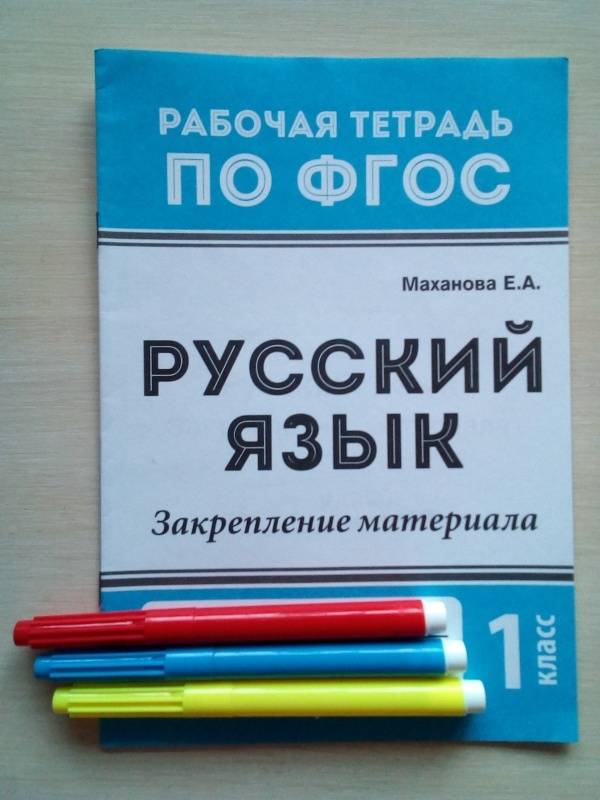 РАБОЧАЯ ТЕТРАДЬ
ПО ФГОС
Маханова Е.А.
РУССКИЙ
ЯЗЫК
Закрепление материала
1 класс